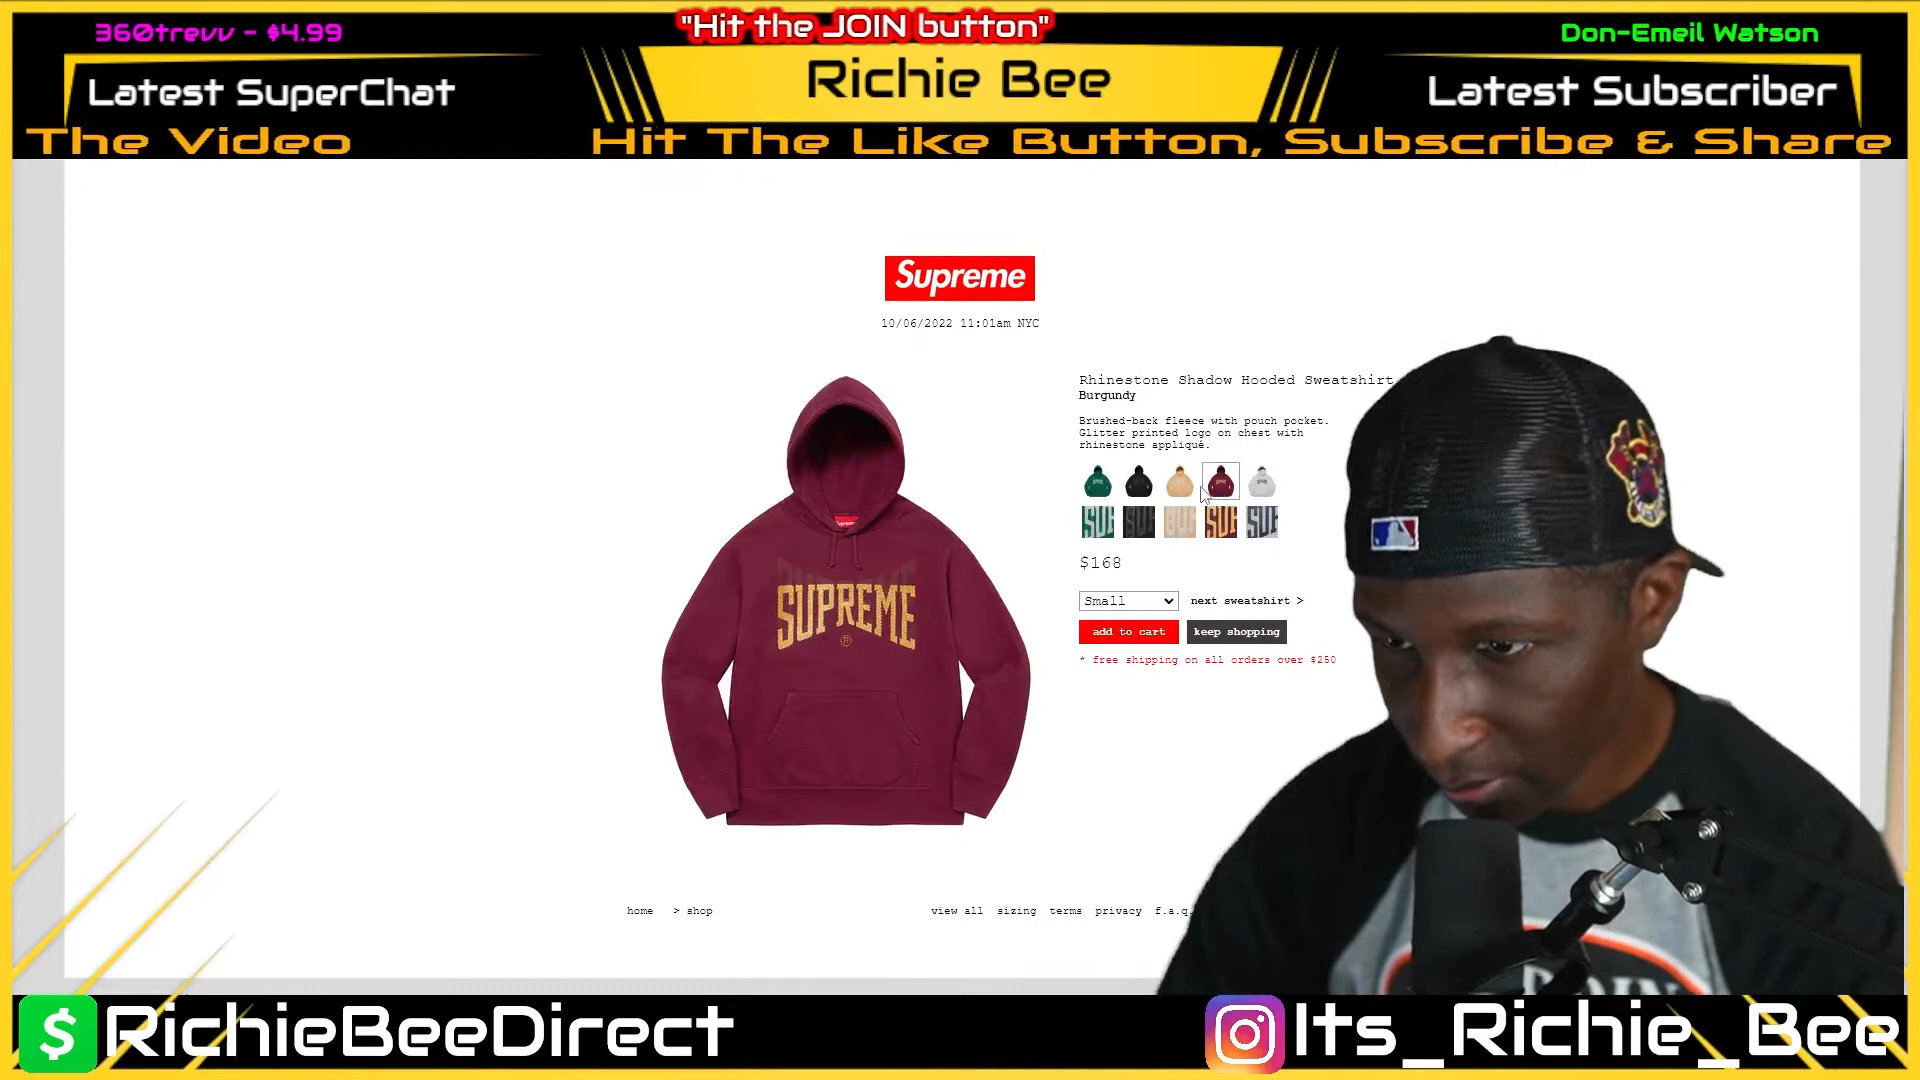 360trevv - $4.99
"Hit the JOIN button"
Don-Emeil Watson
Latest SuperChat
Richie Bee
Latest Subscriber
The Video
Hit The Like Button, Subscribe & Share
Supreme
10/06/2022 11:01am NYC
Rhinestone Shadow Hooded Sweatshirt
Burgundy
Brushed-back fleece with pouch pocket.
Glitter printed logo on chest with
rhinestone appliqué.
Supreme
SUPREME
®
$168
Small
next sweatshirt >
add to cart
keep shopping
* free shipping on all orders over $250
home > shop
view all sizing terms privacy f.a.q.
$ RichieBeeDirect
Its_Richie_Bee